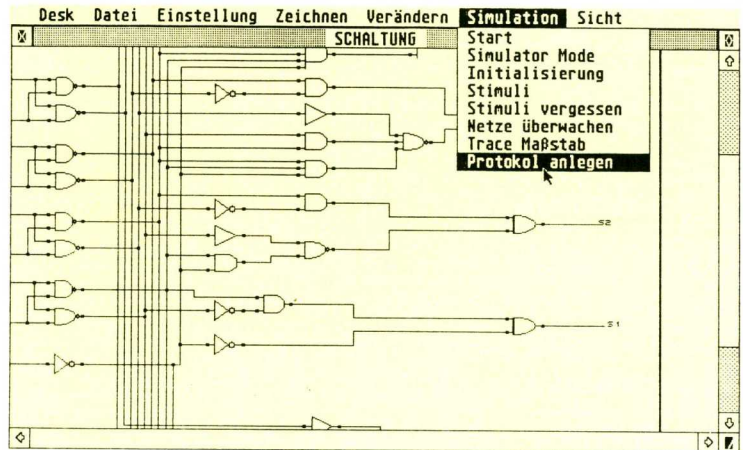 Desk Datei Einstellung Zeichnen Verändern Simulation Sicht
SCHALTUNG
Start
Simulator Mode
Initialisierung
Stimuli
Stimuli vergessen
Netze überwachen
Trace Maßstab
Protokol anlegen
S2
S1